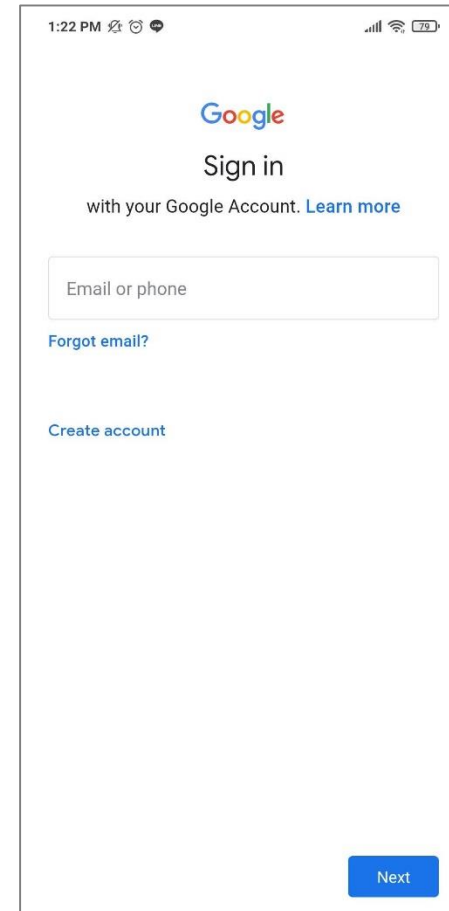 1:22 PM
79
Google
Sign in
with your Google Account. Learn more
Email or phone
Forgot email?
Create account
Next